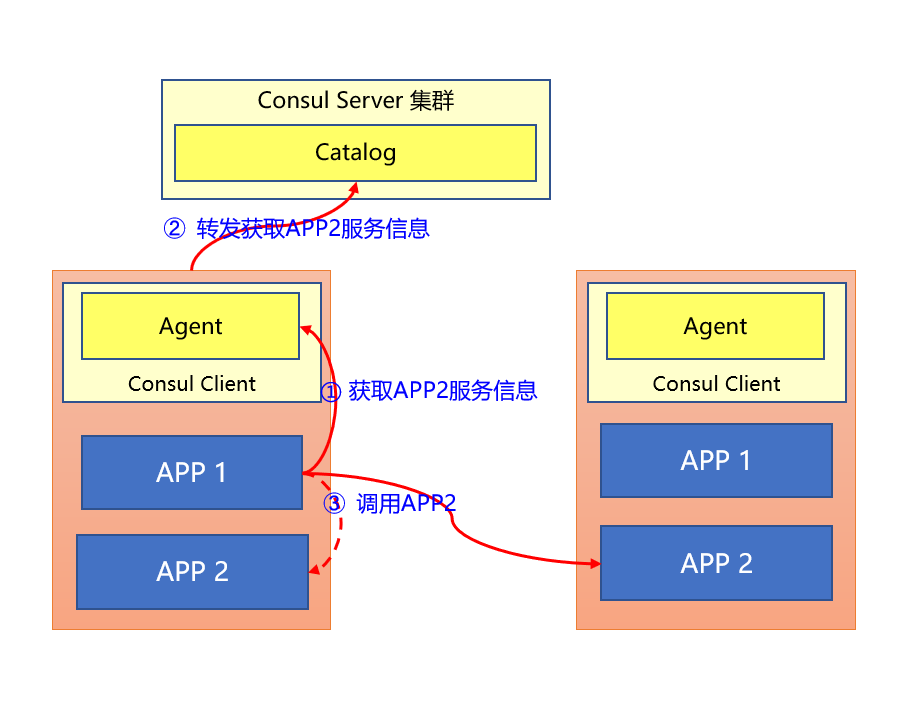 Consul Server 集群
Catalog
② 转发获取APP2服务信息
Agent
Consul Client
① 获取APP2服务信息
APP 1
③ 调用APP2
APP 2
Agent
Consul Client
APP 1
APP 2